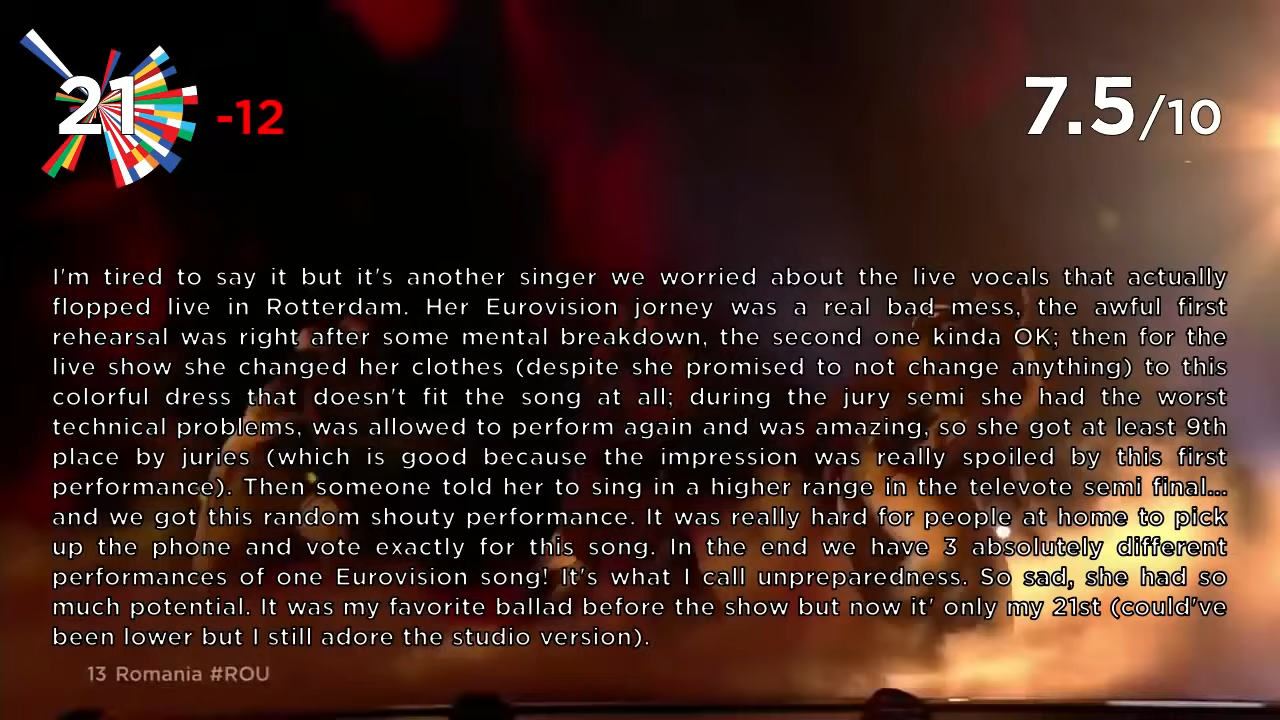 21
-12
7.5/10
I'm tired to say it but it's another singer we worried about the live vocals that actually
flopped live in Rotterdam. Her Eurovision jorney was a real bad mess, the awful first
rehearsal was right after some mental breakdown, the second one kinda OK; then for the
live show she changed her clothes (despite she promised to not change anything) to this
colorful dress that doesn't fit the song at all; during the jury semi she had the worst
technical problems, was allowed to perform again and was amazing, so she got at least 9th
place by juries (which is good because the impression was really spoiled by this first
performance). Then someone told her to sing in a higher range in the televote semi final...
and we got this random shouty performance. It was really hard for people at home to pick
up the phone and vote exactly for this song. In the end we have 3 absolutely different
performances of one Eurovision song! It's what I call unpreparedness. So sad, she had so
much potential. It was my favorite ballad before the show but now it' only my 21st (could've
been lower but I still adore the studio version).
13 Romania #ROU